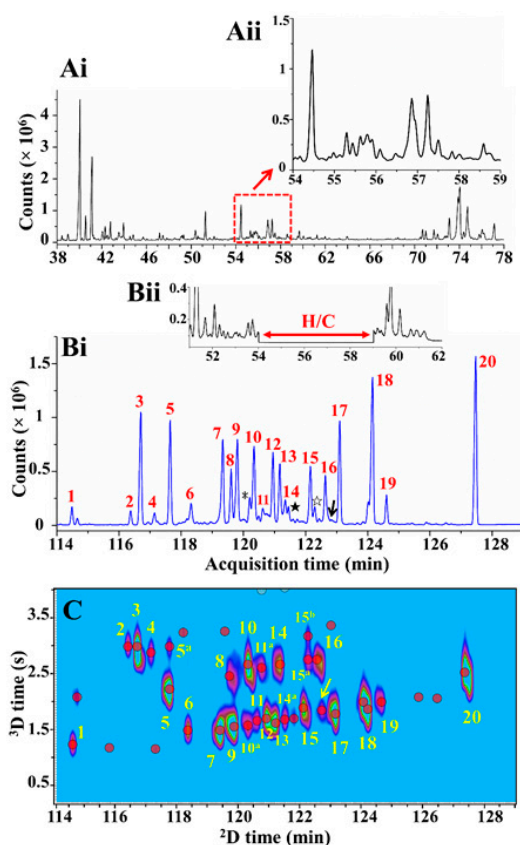 Ai
Aii
Counts (× 10⁶)
4
3
2
1
0
38 42 46 50 54 58 62 66 70 74 78
1.5
1
0.5
0
54 55 56 57 58 59
Bii
0.4
0.2
0
H/C
52 54 56 58 60 62
Bi
Counts (× 10⁶)
1.5
1
0.5
0
1 2 3 4 5 6 7 8 9 10 11 12 13 14 ★ 15 ☆ 16 17 18 19 20
*
114 116 118 120 122 124 126 128
Acquisition time (min)
C
³D time (s)
3.5
2.5
1.5
0.5
1 2 3 4 5 5ᵃ 6 7 8 9 10 10ᵃ 11 11ᵃ 12 13 14 14ᵃ 15 15ᵃ 15ᵇ 16 17 18 19 20
114 116 118 120 122 124 126 128
²D time (min)